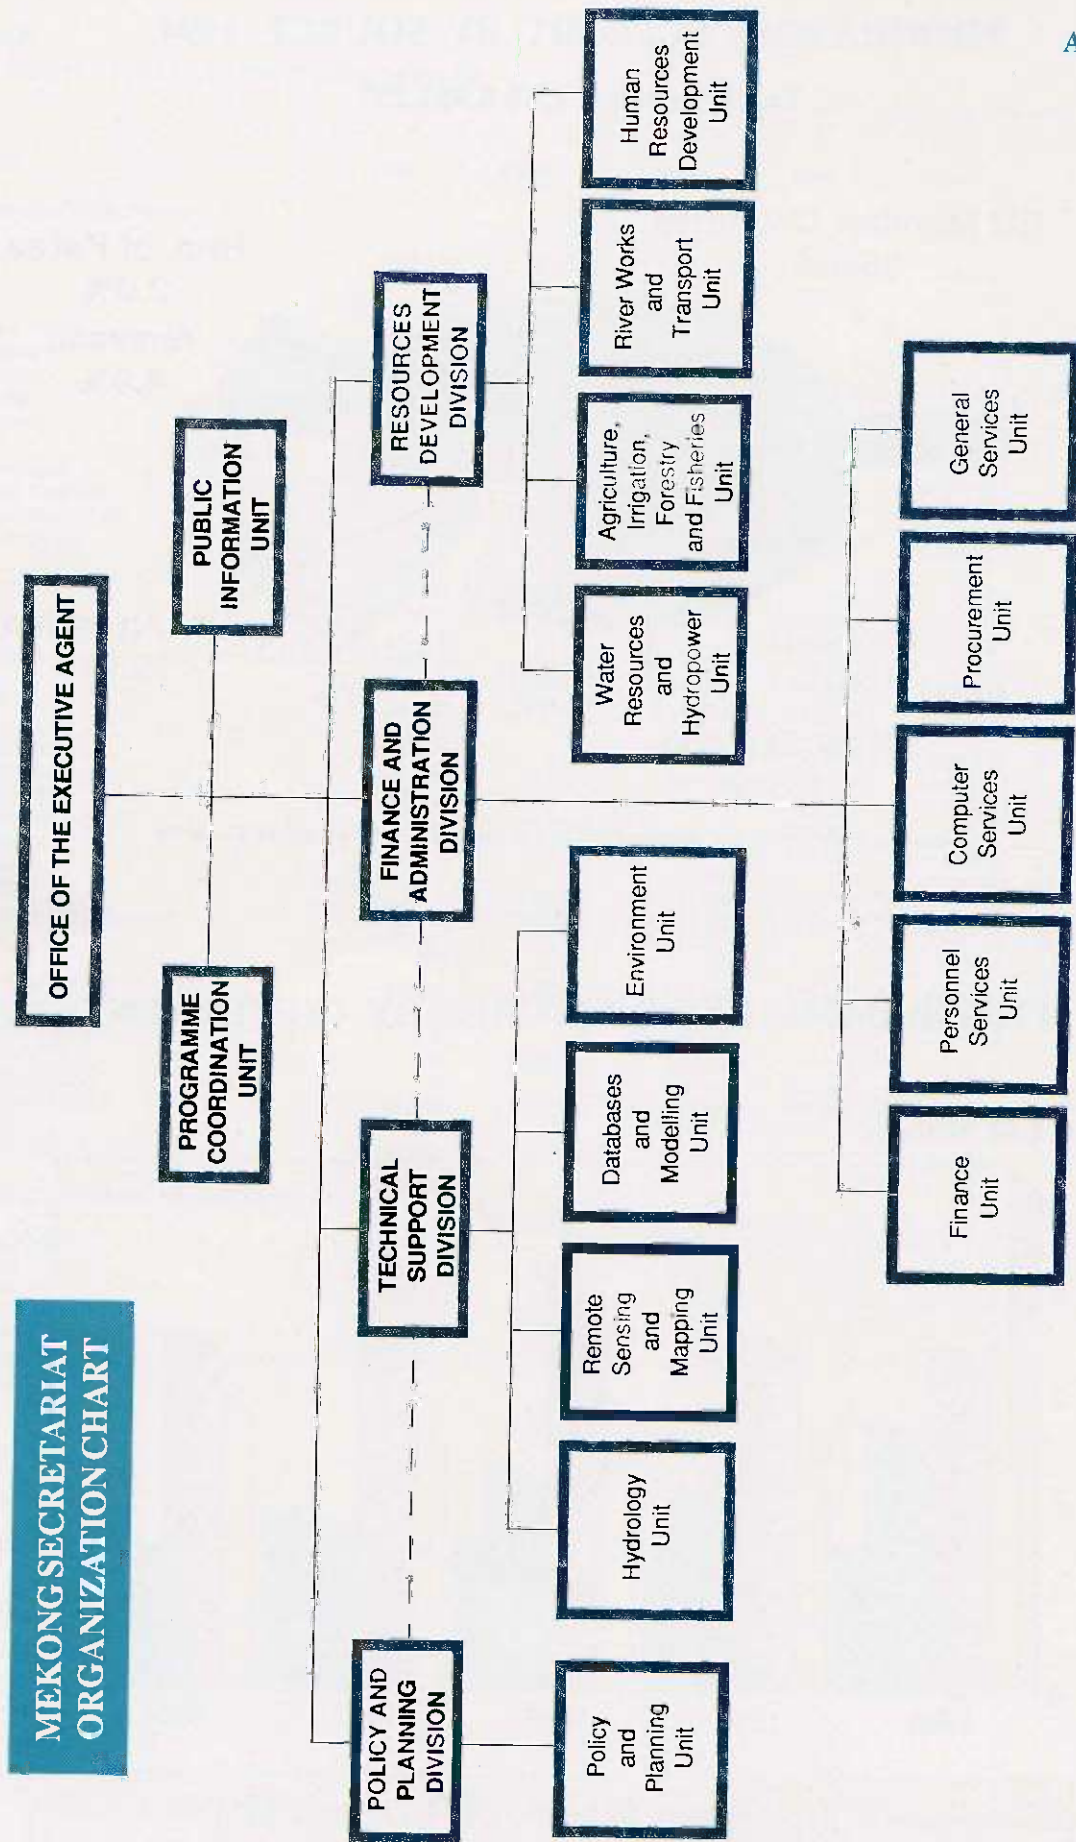 MEKONG SECRETARIAT
ORGANIZATION CHART
OFFICE OF THE EXECUTIVE AGENT
PROGRAMME
COORDINATION
UNIT
PUBLIC
INFORMATION
UNIT
POLICY AND
PLANNING
DIVISION
TECHNICAL
SUPPORT
DIVISION
FINANCE AND
ADMINISTRATION
DIVISION
RESOURCES
DEVELOPMENT
DIVISION
Policy
and
Planning
Unit
Hydrology
Unit
Remote
Sensing
and
Mapping
Unit
Databases
and
Modelling
Unit
Environment
Unit
Water
Resources
and
Hydropower
Unit
Agriculture,
Irrigation,
Forestry
and Fisheries
Unit
River Works
and
Transport
Unit
Human
Resources
Development
Unit
Finance
Unit
Personnel
Services
Unit
Computer
Services
Unit
Procurement
Unit
General
Services
Unit
A